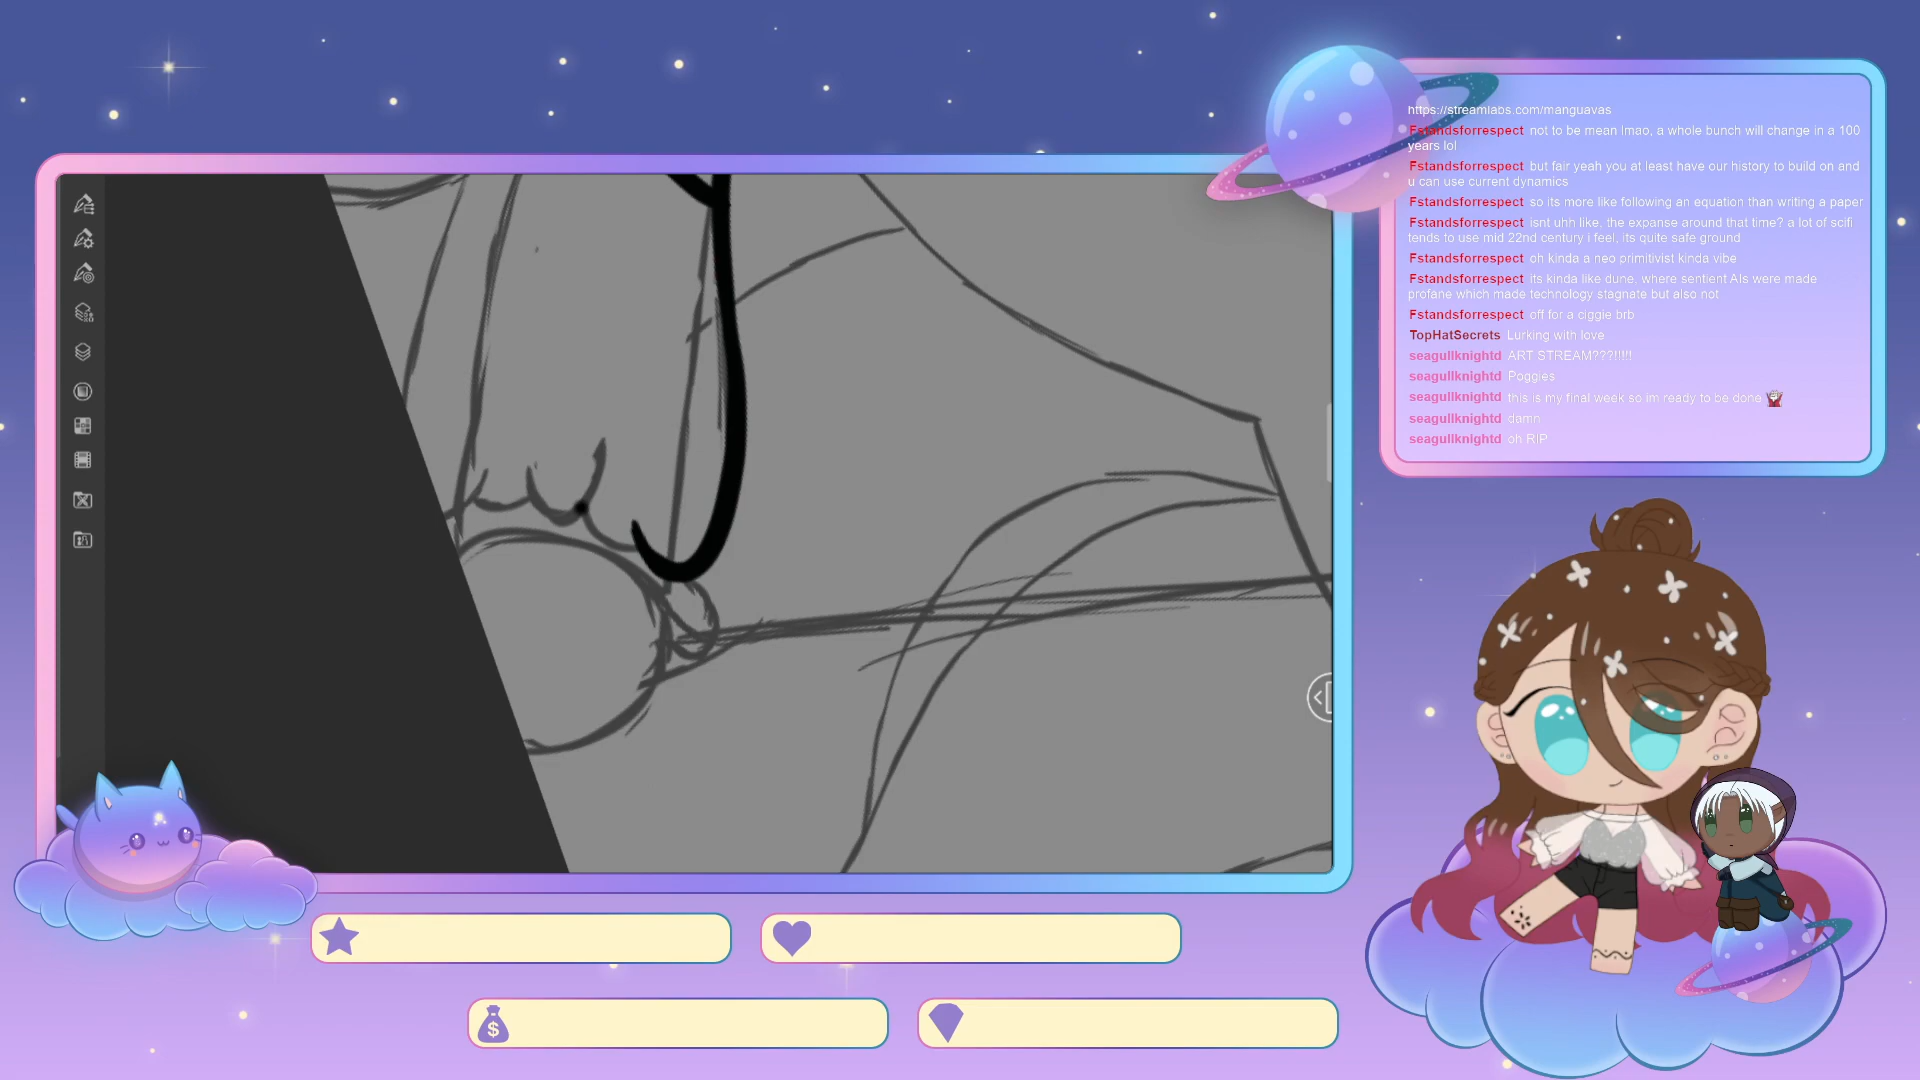 https://streamlabs.com/manguavas
Fstandsforrespect not to be mean lmao, a whole bunch will change in a 100
years lol
Fstandsforrespect but fair yeah you at least have our history to build on and
u can use current dynamics
Fstandsforrespect so its more like following an equation than writing a paper
Fstandsforrespect isnt uhh like, the expanse around that time? a lot of scifi
tends to use mid 22nd century i feel, its quite safe ground
Fstandsforrespect oh kinda a neo primitivist kinda vibe
Fstandsforrespect its kinda like dune, where sentient AIs were made
profane which made technology stagnate but also not
Fstandsforrespect off for a ciggie brb
TopHatSecrets Lurking with love
seagullknightd ART STREAM???!!!!!
seagullknightd Poggies
seagullknightd this is my final week so im ready to be done
seagullknightd damn
seagullknightd oh RIP
$